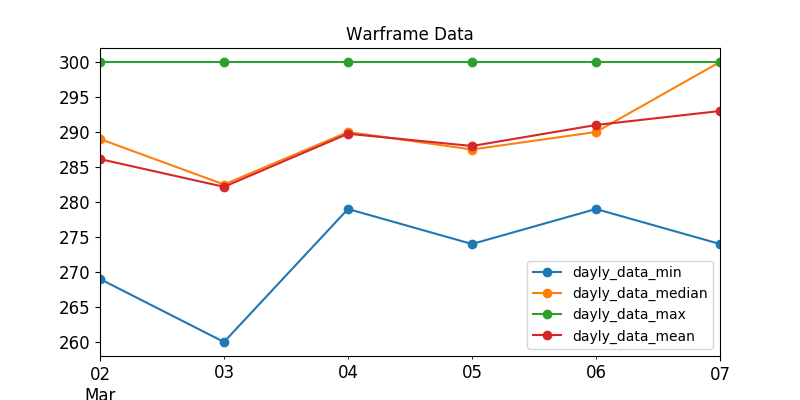 Warframe Data
300
295
290
285
280
275
270
265
260
dayly_data_min
dayly_data_median
dayly_data_max
dayly_data_mean
02 03 04 05 06 07
Mar